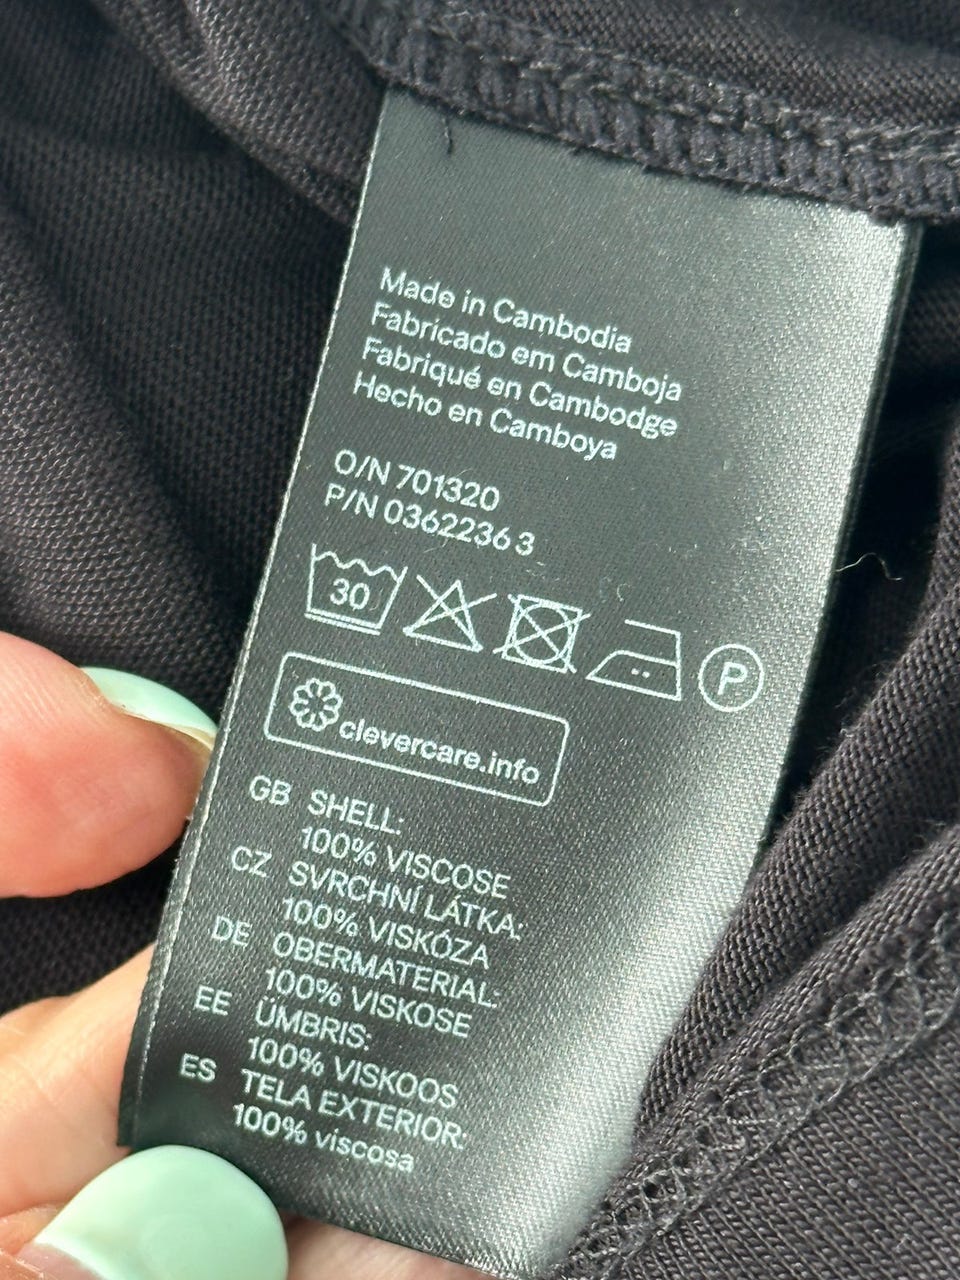 Made in Cambodia
Fabricado em Camboja
Fabriqué en Cambodge
Hecho en Camboya
O/N 701320
P/N 0362236 3
30 P
clevercare.info
GB SHELL:
100% VISCOSE
CZ SVRCHNÍ LÁTKA:
100% VISKÓZA
DE OBERMATERIAL:
100% VISKOSE
EE ÜMBRIS:
100% VISKOOS
ES TELA EXTERIOR:
100% viscosa